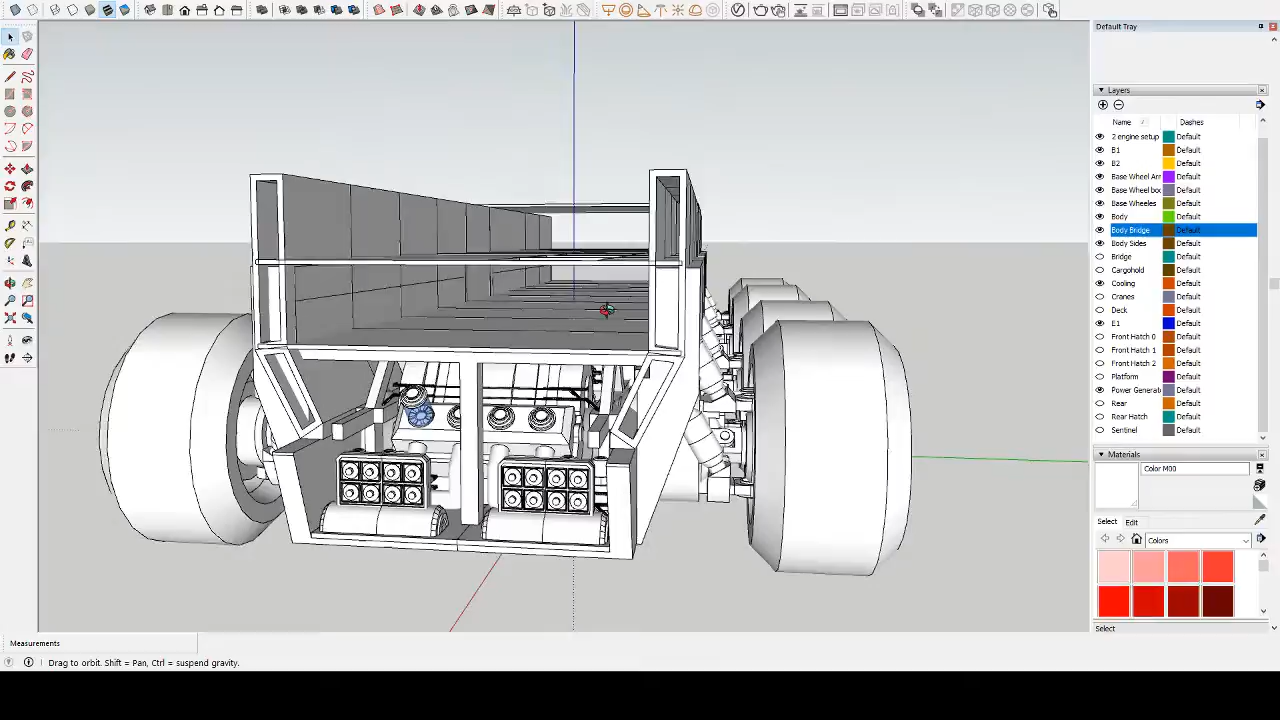 Default Tray
Layers
Name Dashes
2 engine setup Default
B1 Default
B2 Default
Base Wheel Arr Default
Base Wheel boo Default
Base Wheeles Default
Body Default
Body Bridge Default
Body Sides Default
Bridge Default
Cargohold Default
Cooling Default
Cranes Default
Deck Default
E1 Default
Front Hatch 0 Default
Front Hatch 1 Default
Front Hatch 2 Default
Platform Default
Power Generato Default
Rear Default
Rear Hatch Default
Sentinel Default
Materials
Color M00
Select Edit
Colors
Select
Measurements
Drag to orbit. Shift = Pan, Ctrl = suspend gravity.